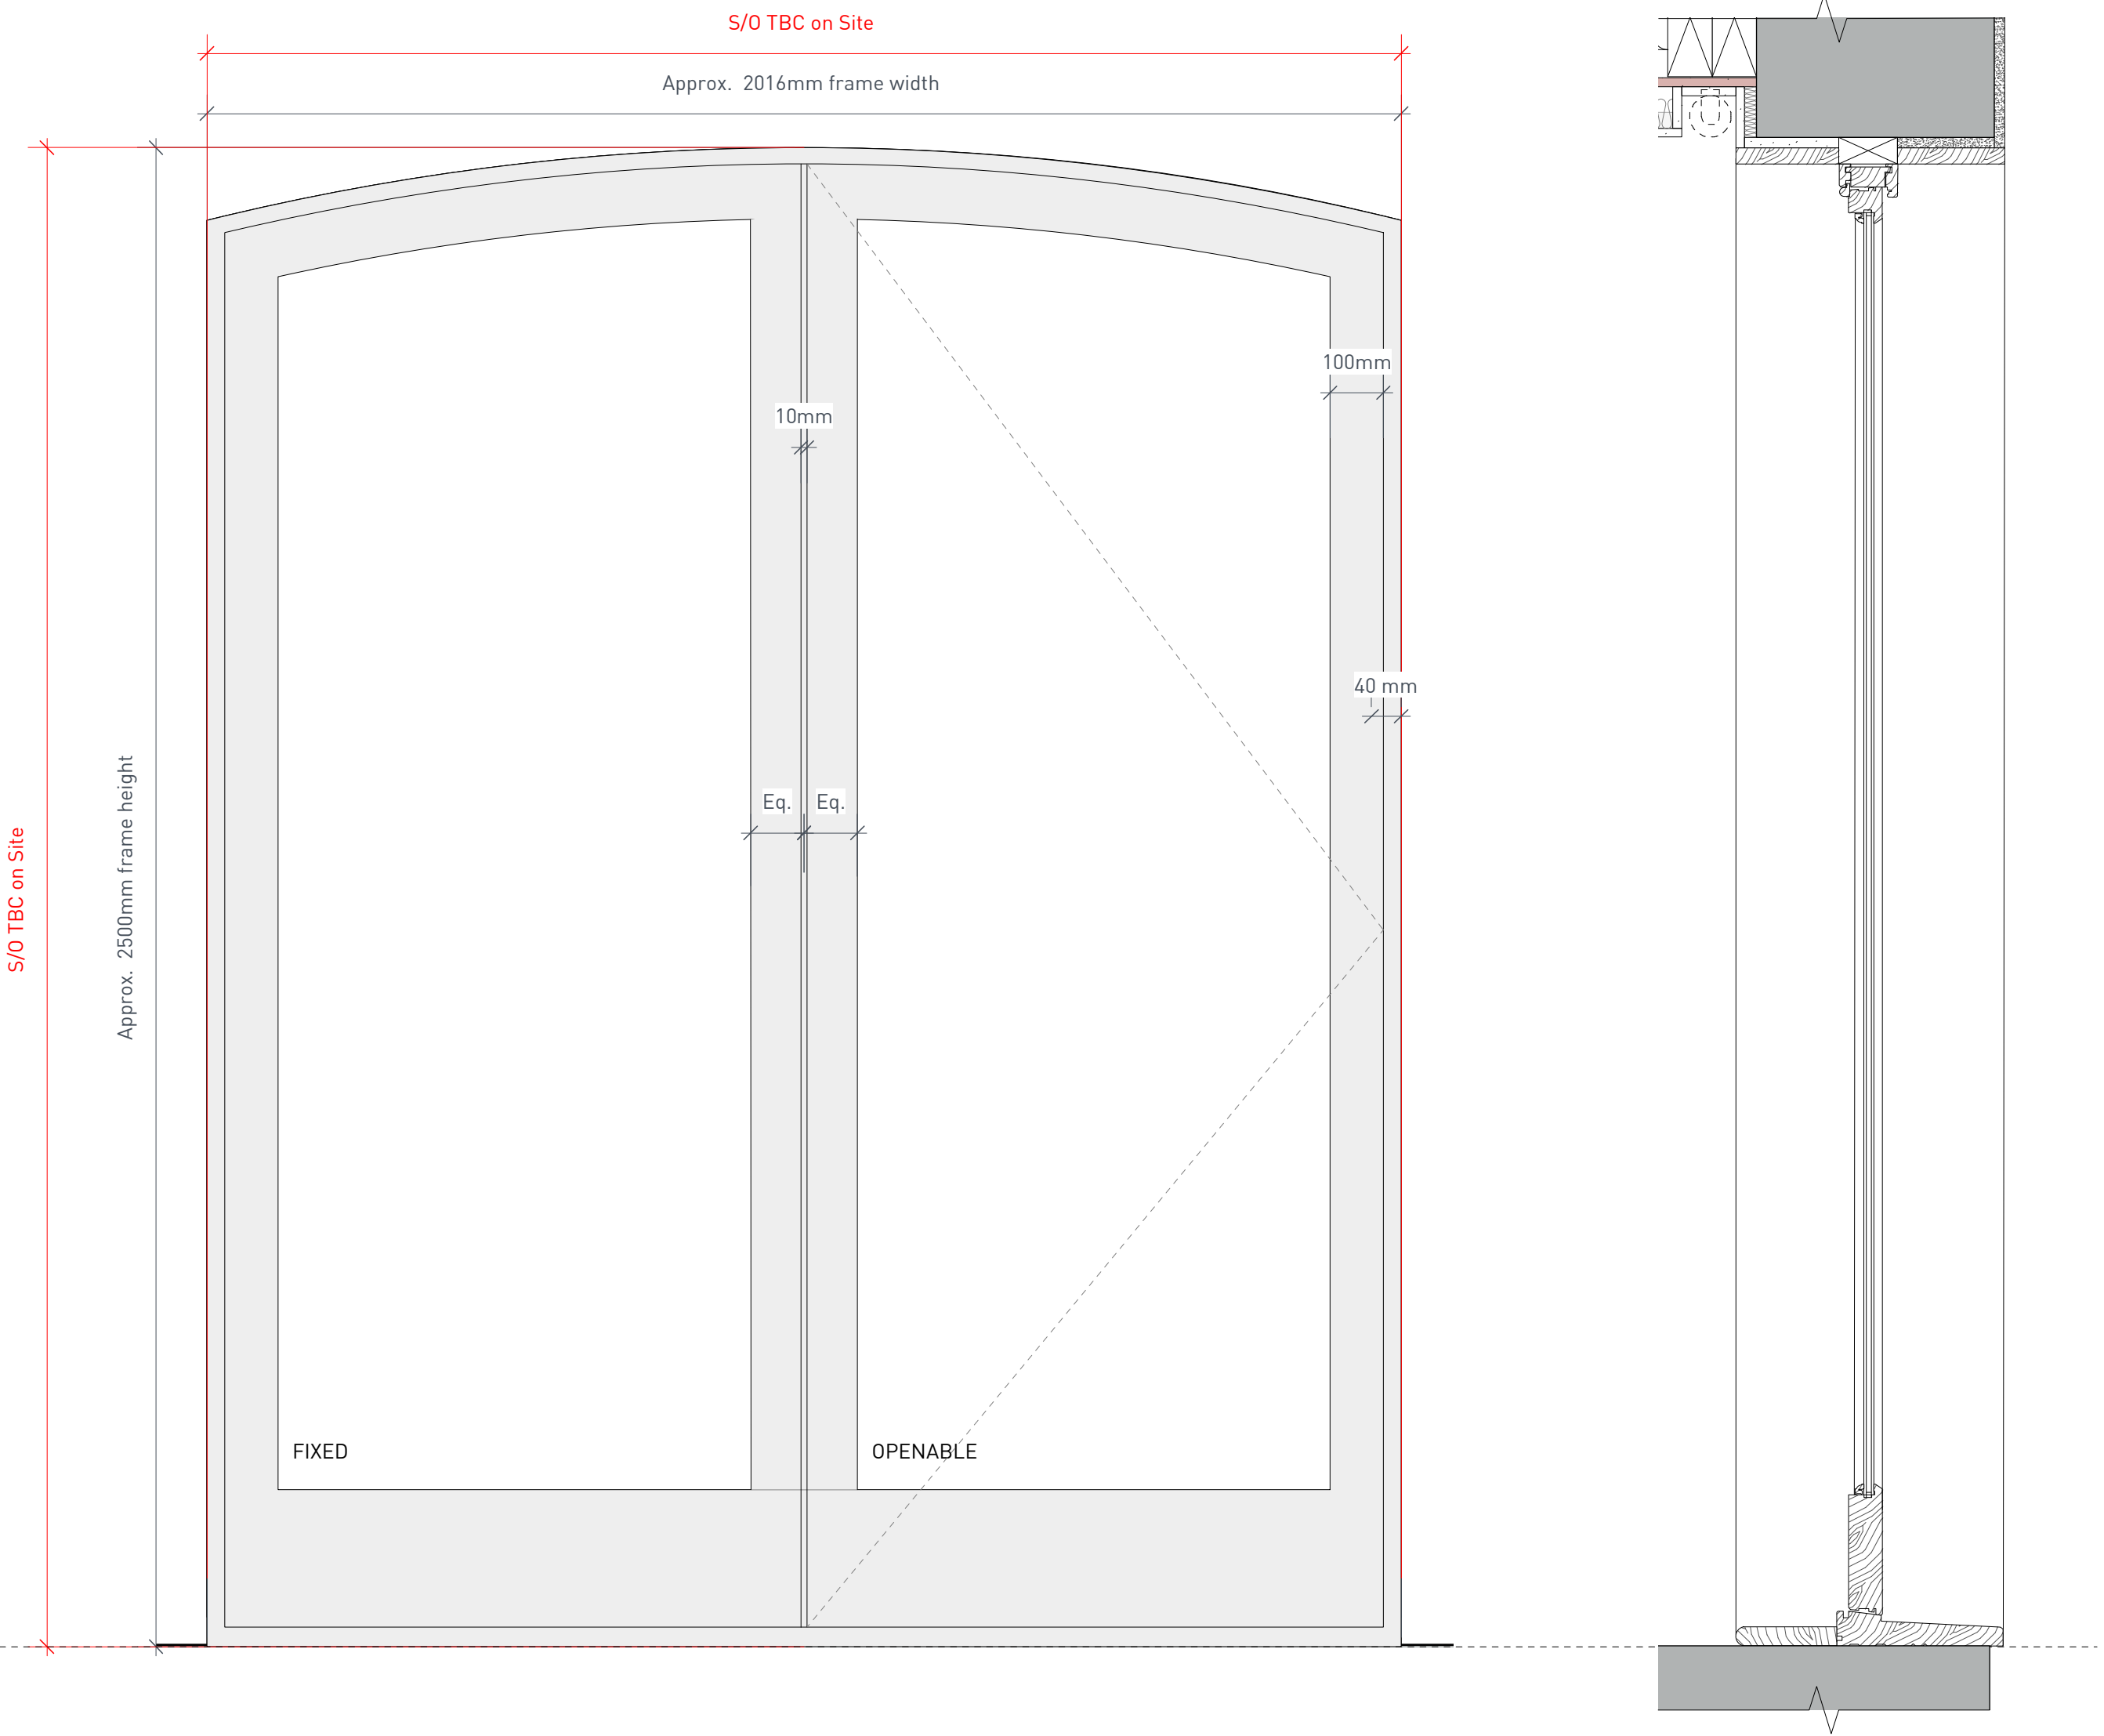 S/O TBC on Site
Approx. 2016mm frame width
100mm
10mm
40 mm
Eq.
Eq.
Approx. 2500mm frame height
S/O TBC on Site
FIXED
OPENABLE